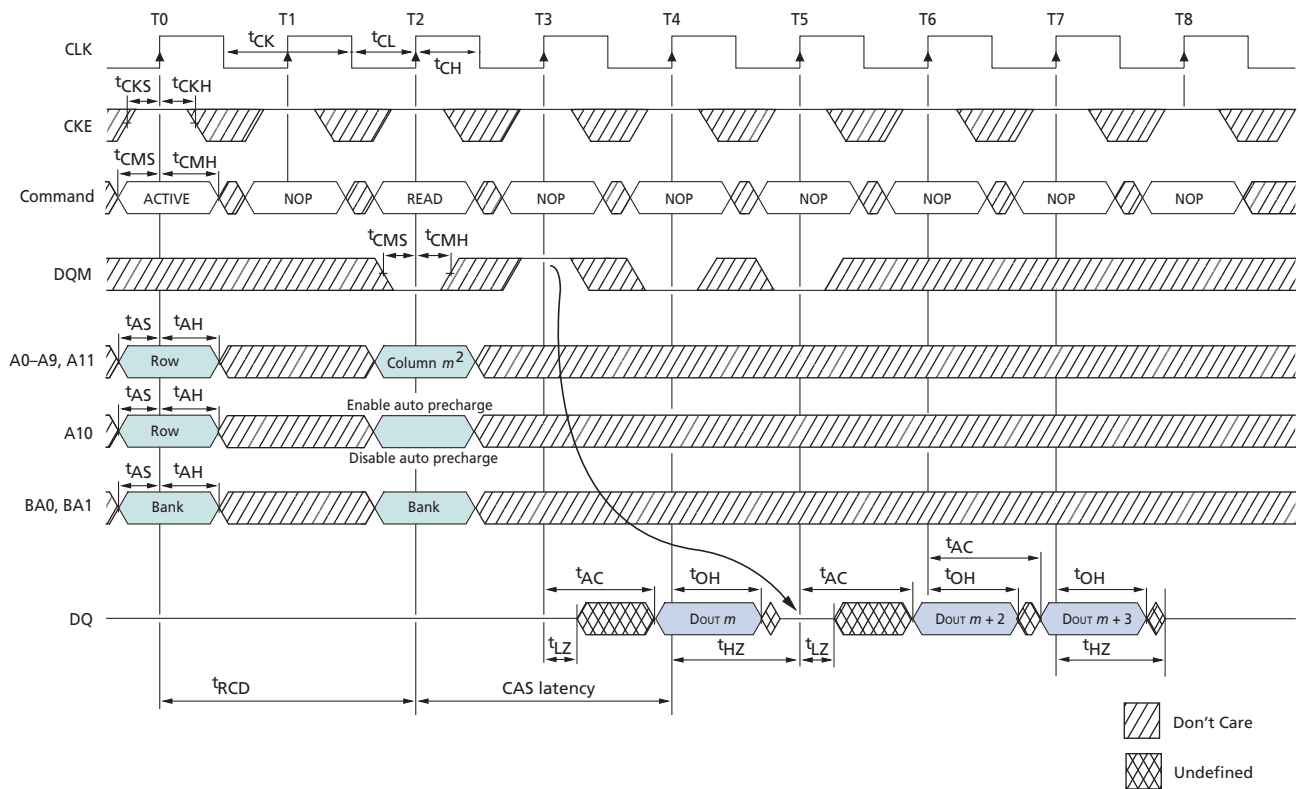 T0 T1 T2 T3 T4 T5 T6 T7 T8
CLK
tCK
tCL
tCH
tCKS tCKH
CKE
tCMS tCMH
Command ACTIVE NOP READ NOP NOP NOP NOP NOP NOP
tCMS tCMH
DQM
tAS tAH
A0–A9, A11 Row Column m2
tAS tAH Enable auto precharge
A10 Row
Disable auto precharge
tAS tAH
BA0, BA1 Bank Bank
tAC
tAC tOH tAC tOH tOH
DQ DOUT m DOUT m + 2 DOUT m + 3
tLZ tHZ tLZ tHZ
tRCD CAS latency
Don't Care
Undefined